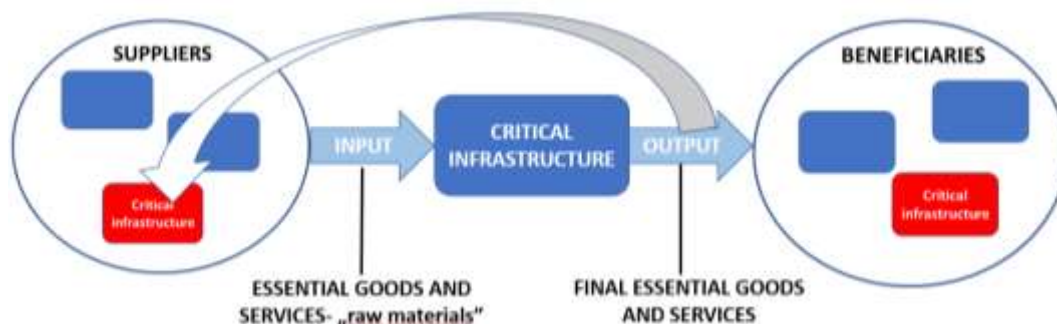 SUPPLIERS
BENEFICIARIES
INPUT
CRITICAL
INFRASTRUCTURE
OUTPUT
Critical
infrastructure
Critical
infrastructure
ESSENTIAL GOODS AND
SERVICES- „raw materials”
FINAL ESSENTIAL GOODS
AND SERVICES